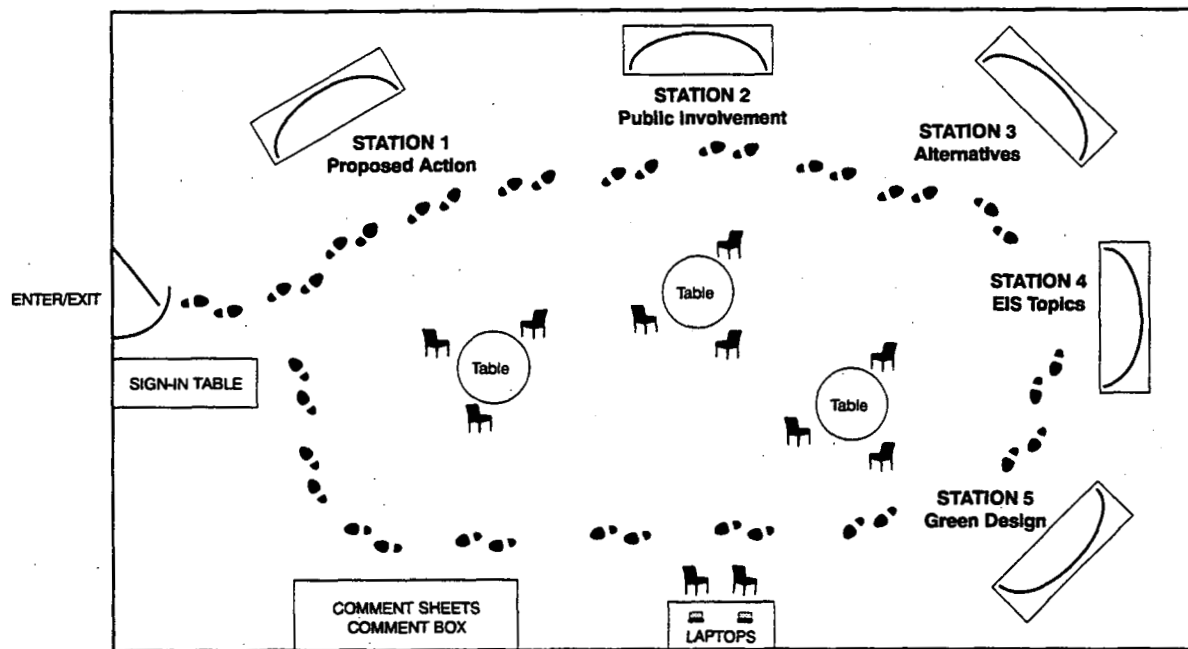 STATION 1
Proposed Action
STATION 2
Public Involvement
STATION 3
Alternatives
ENTER/EXIT
STATION 4
EIS Topics
Table
Table
Table
SIGN-IN TABLE
STATION 5
Green Design
COMMENT SHEETS
COMMENT BOX
LAPTOPS